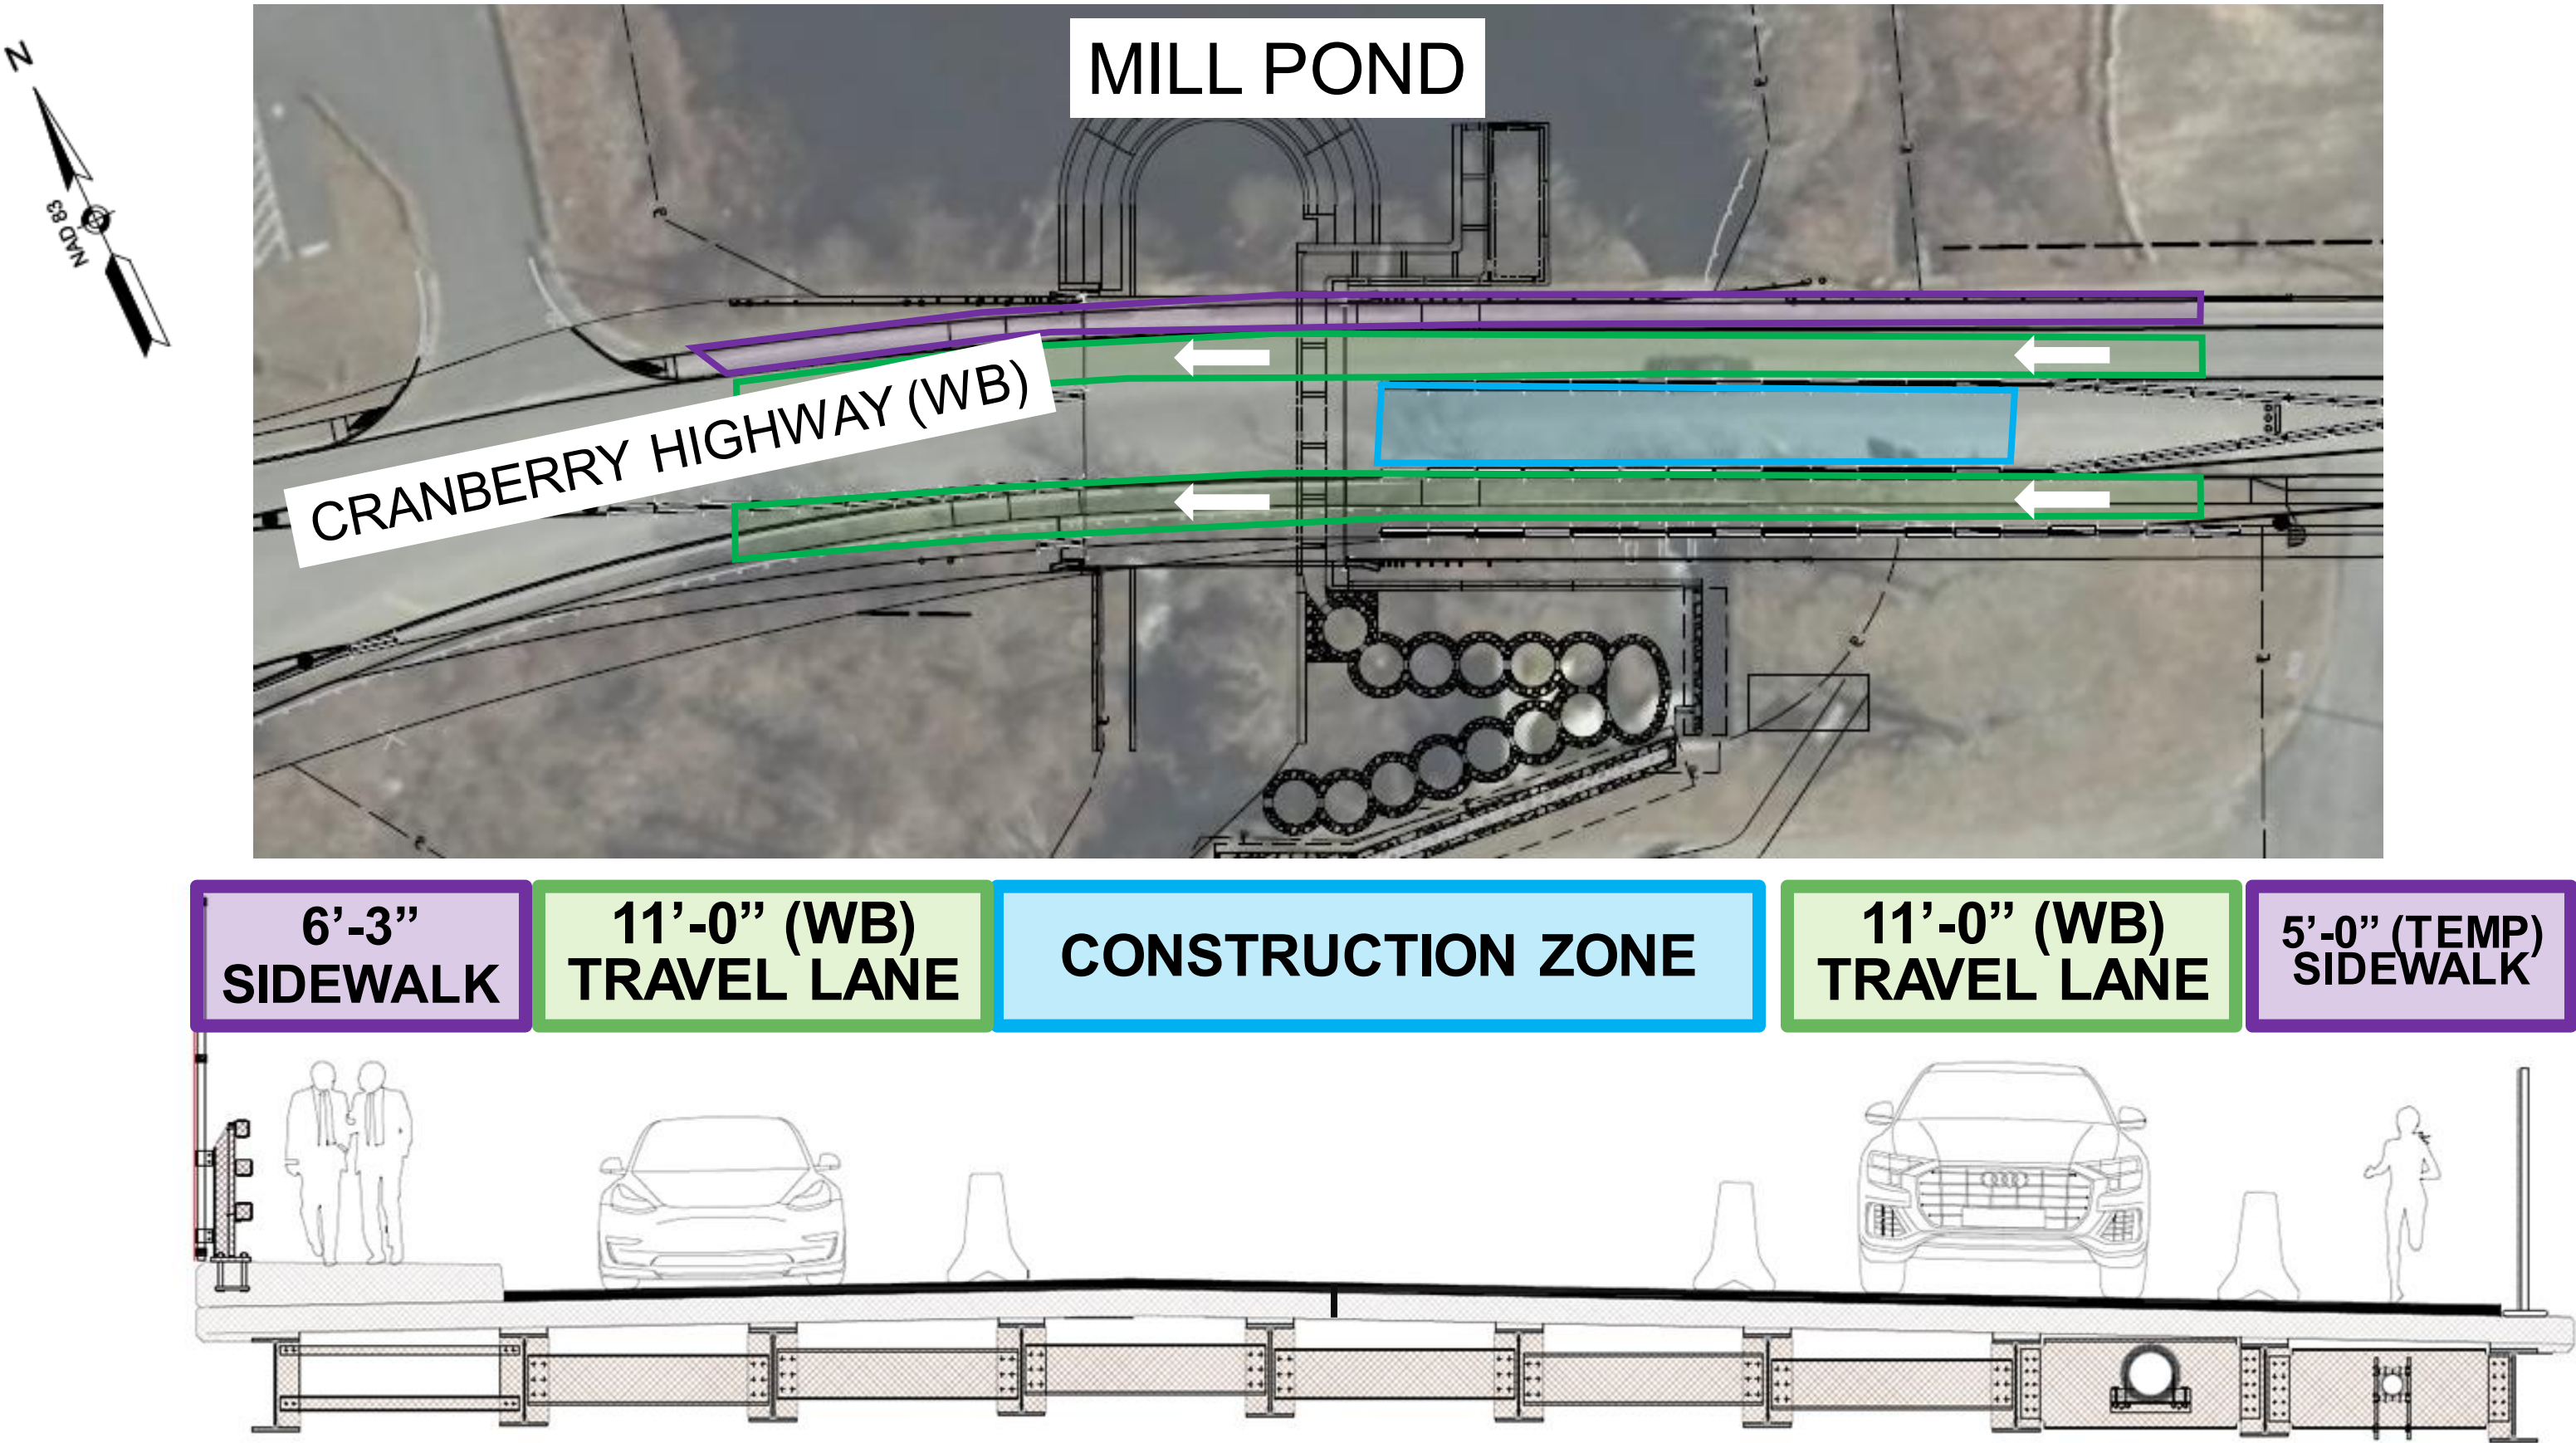 MILL POND
N
NAD 83
CRANBERRY HIGHWAY (WB)
6’-3”
SIDEWALK
11’-0” (WB)
TRAVEL LANE
CONSTRUCTION ZONE
11’-0” (WB)
TRAVEL LANE
5’-0” (TEMP)
SIDEWALK